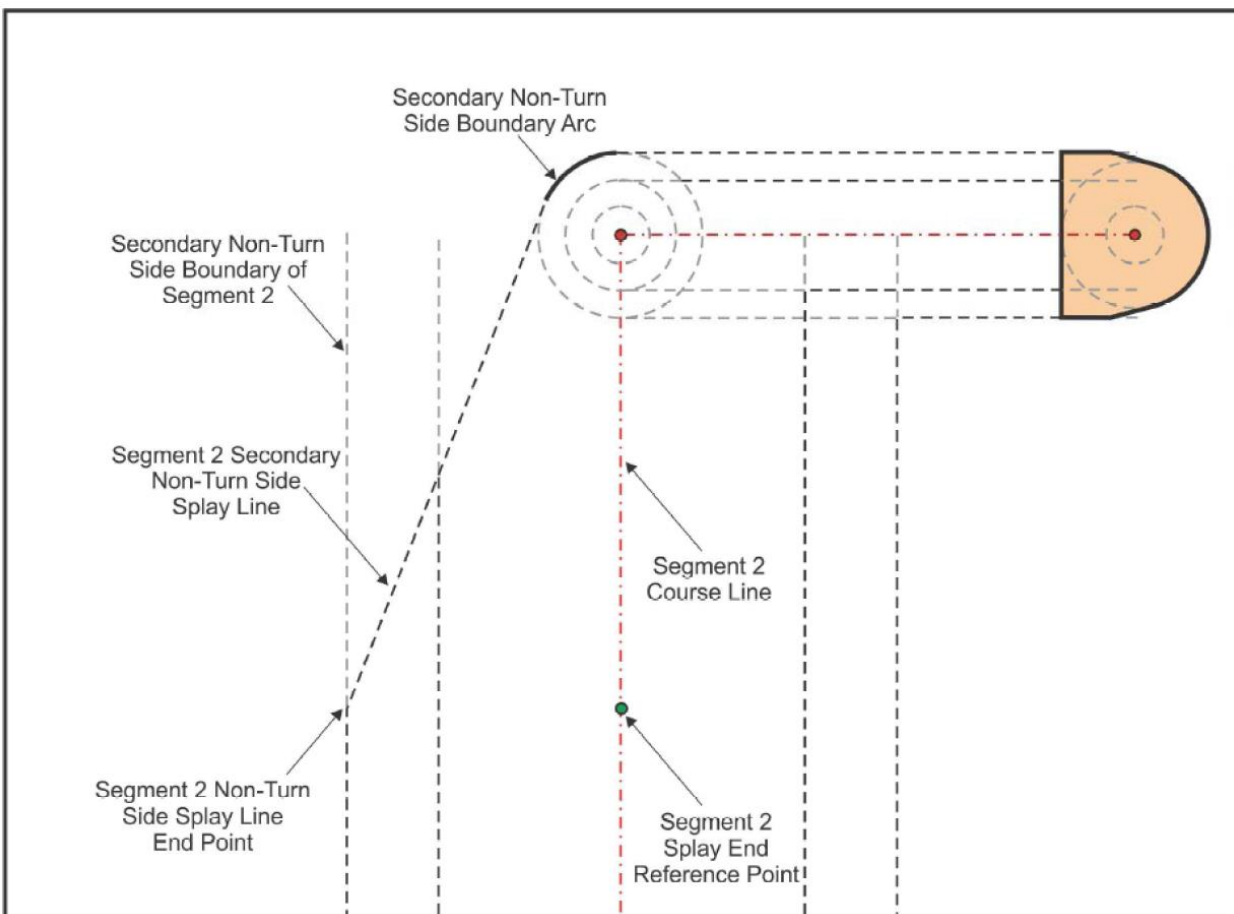 Secondary Non-Turn
Side Boundary Arc
Secondary Non-Turn
Side Boundary of
Segment 2
Segment 2 Secondary
Non-Turn Side
Splay Line
Segment 2
Course Line
Segment 2 Non-Turn
Side Splay Line
End Point
Segment 2
Splay End
Reference Point